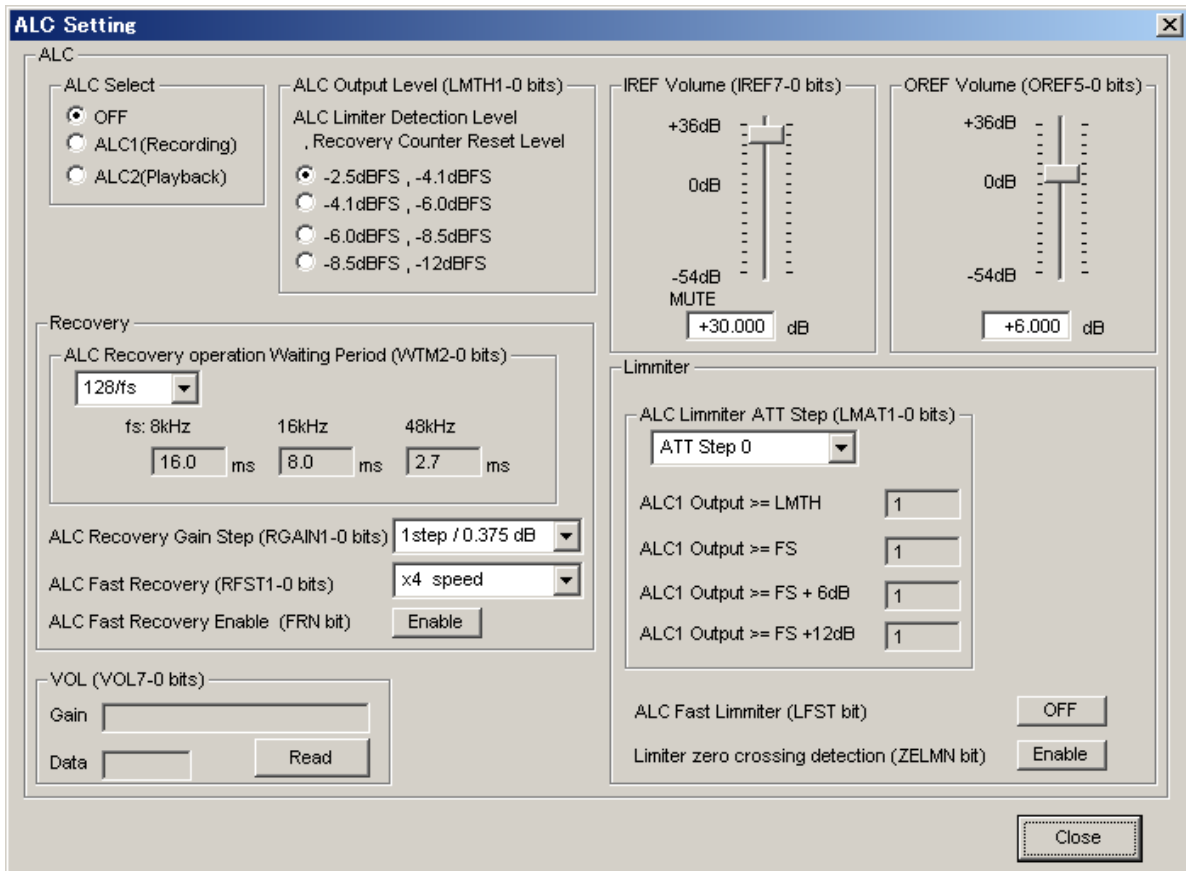 ALC Setting
ALC
ALC Select
OFF
ALC1(Recording)
ALC2(Playback)
ALC Output Level (LMTH1-0 bits)
ALC Limiter Detection Level
, Recovery Counter Reset Level
-2.5dBFS , -4.1dBFS
-4.1dBFS , -6.0dBFS
-6.0dBFS , -8.5dBFS
-8.5dBFS , -12dBFS
IREF Volume (IREF7-0 bits)
+36dB
0dB
-54dB
MUTE
+30.000 dB
OREF Volume (OREF5-0 bits)
+36dB
0dB
-54dB
+6.000 dB
Recovery
ALC Recovery operation Waiting Period (WTM2-0 bits)
128/fs
fs: 8kHz 16kHz 48kHz
16.0 ms 8.0 ms 2.7 ms
ALC Recovery Gain Step (RGAIN1-0 bits) 1step / 0.375 dB
ALC Fast Recovery (RFST1-0 bits) x4 speed
ALC Fast Recovery Enable (FRN bit) Enable
VOL (VOL7-0 bits)
Gain
Data Read
Limmiter
ALC Limmiter ATT Step (LMAT1-0 bits)
ATT Step 0
ALC1 Output >= LMTH 1
ALC1 Output >= FS 1
ALC1 Output >= FS + 6dB 1
ALC1 Output >= FS +12dB 1
ALC Fast Limmiter (LFST bit) OFF
Limiter zero crossing detection (ZELMN bit) Enable
Close